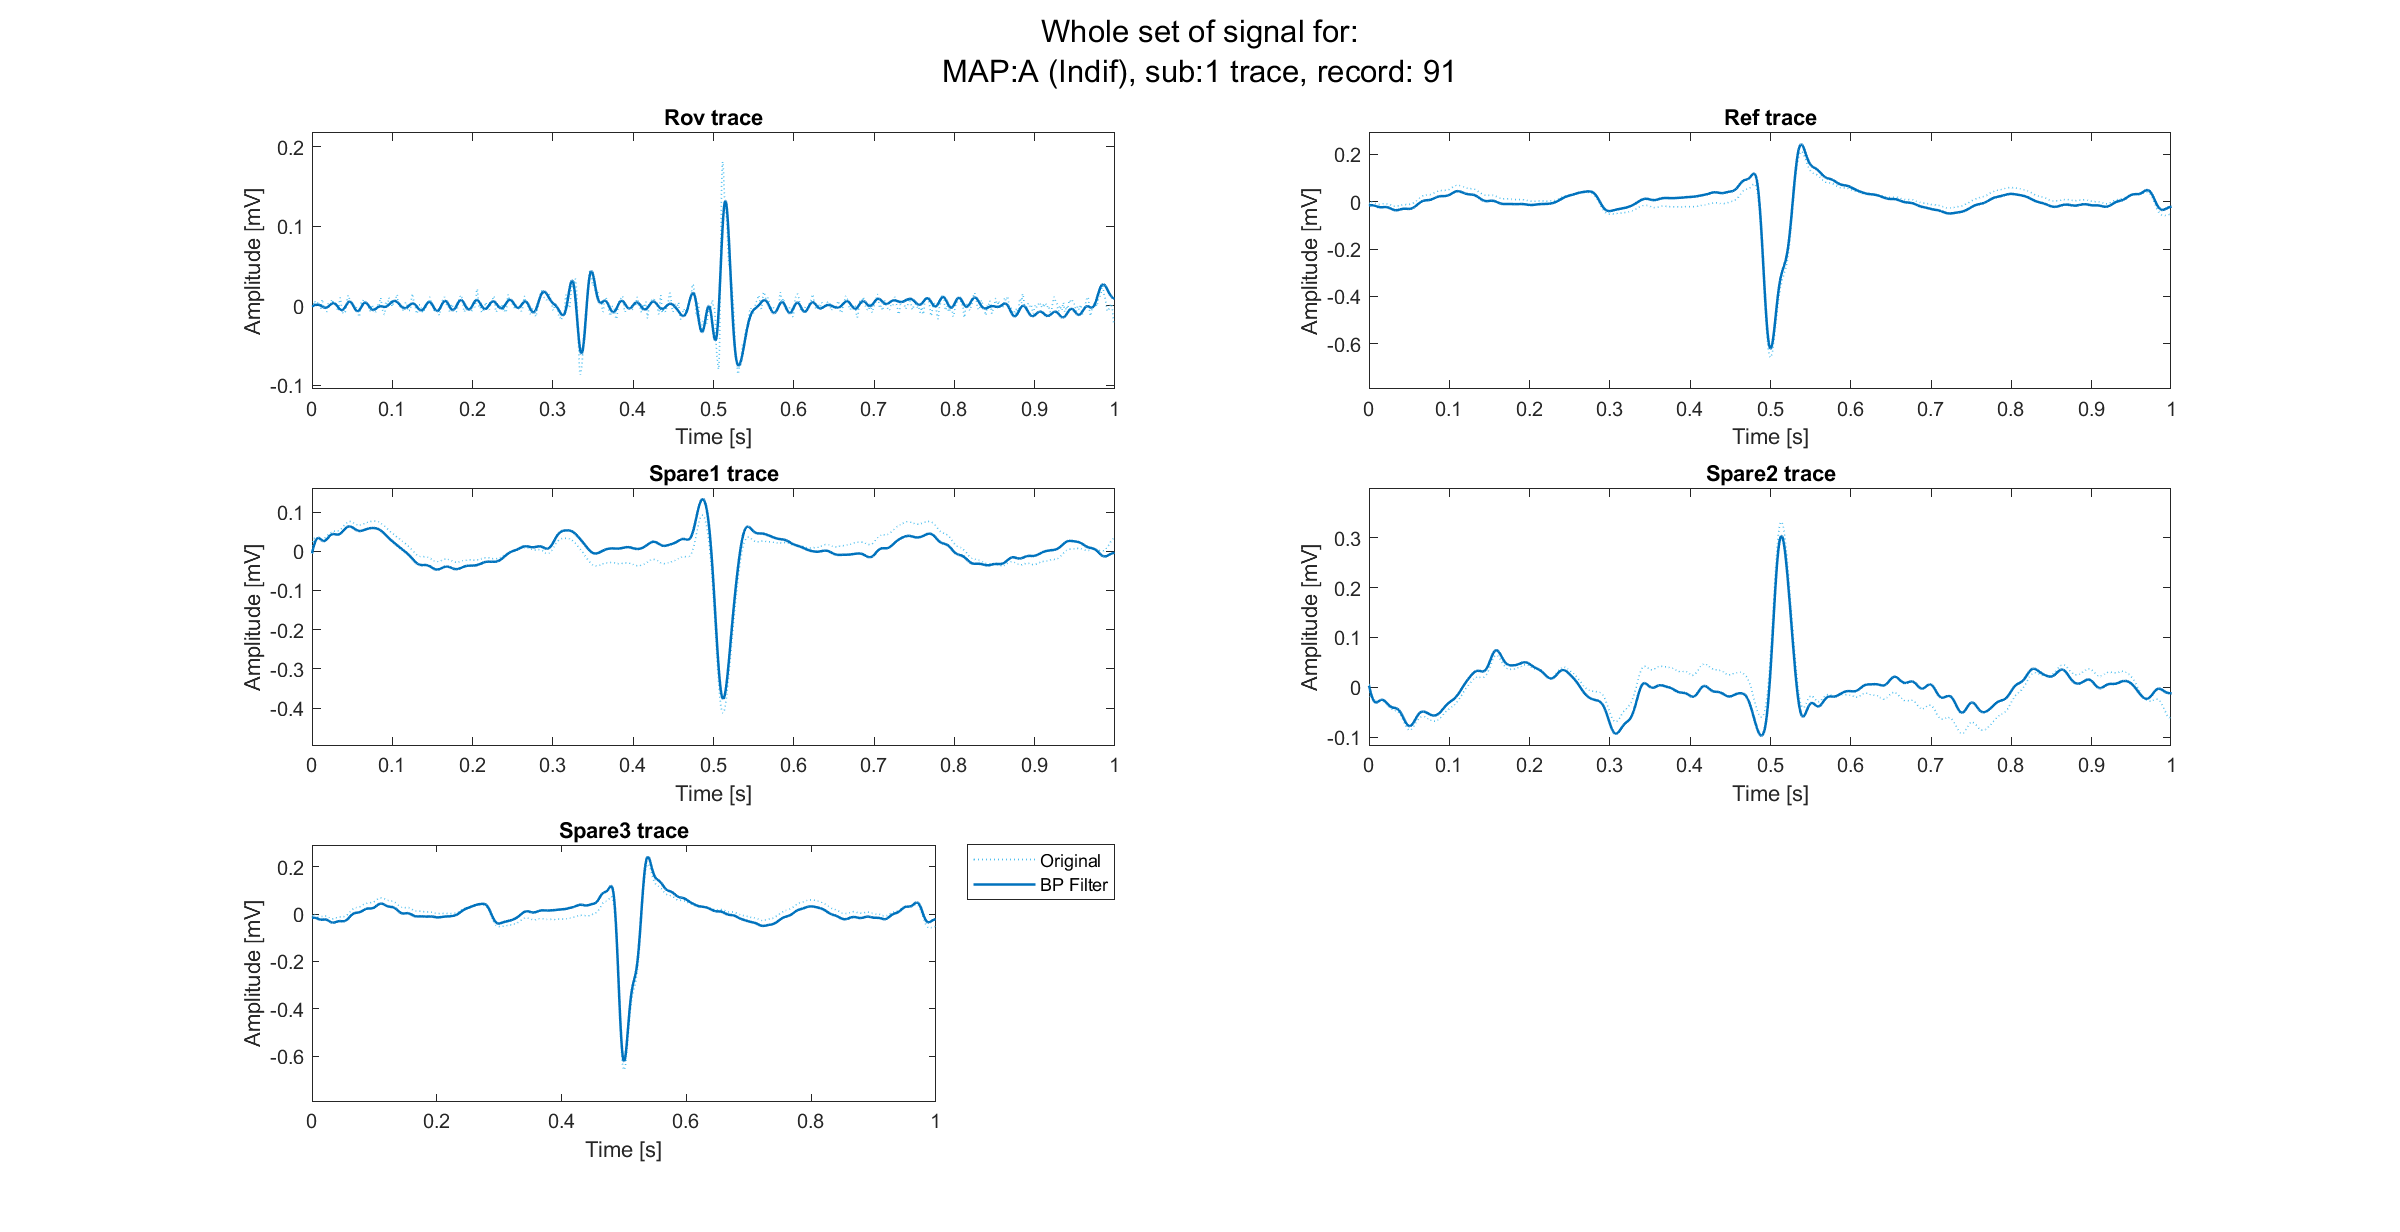 Whole set of signal for:
MAP:A (Indif), sub:1 trace, record: 91
Rov trace
0.2
0.1
0
-0.1
Amplitude [mV]
0 0.1 0.2 0.3 0.4 0.5 0.6 0.7 0.8 0.9 1
Time [s]
Ref trace
0.2
0
-0.2
-0.4
-0.6
Amplitude [mV]
0 0.1 0.2 0.3 0.4 0.5 0.6 0.7 0.8 0.9 1
Time [s]
Spare1 trace
0.1
0
-0.1
-0.2
-0.3
-0.4
Amplitude [mV]
0 0.1 0.2 0.3 0.4 0.5 0.6 0.7 0.8 0.9 1
Time [s]
Spare2 trace
0.3
0.2
0.1
0
-0.1
Amplitude [mV]
0 0.1 0.2 0.3 0.4 0.5 0.6 0.7 0.8 0.9 1
Time [s]
Spare3 trace
0.2
0
-0.2
-0.4
-0.6
Amplitude [mV]
0 0.2 0.4 0.6 0.8 1
Time [s]
Original
BP Filter